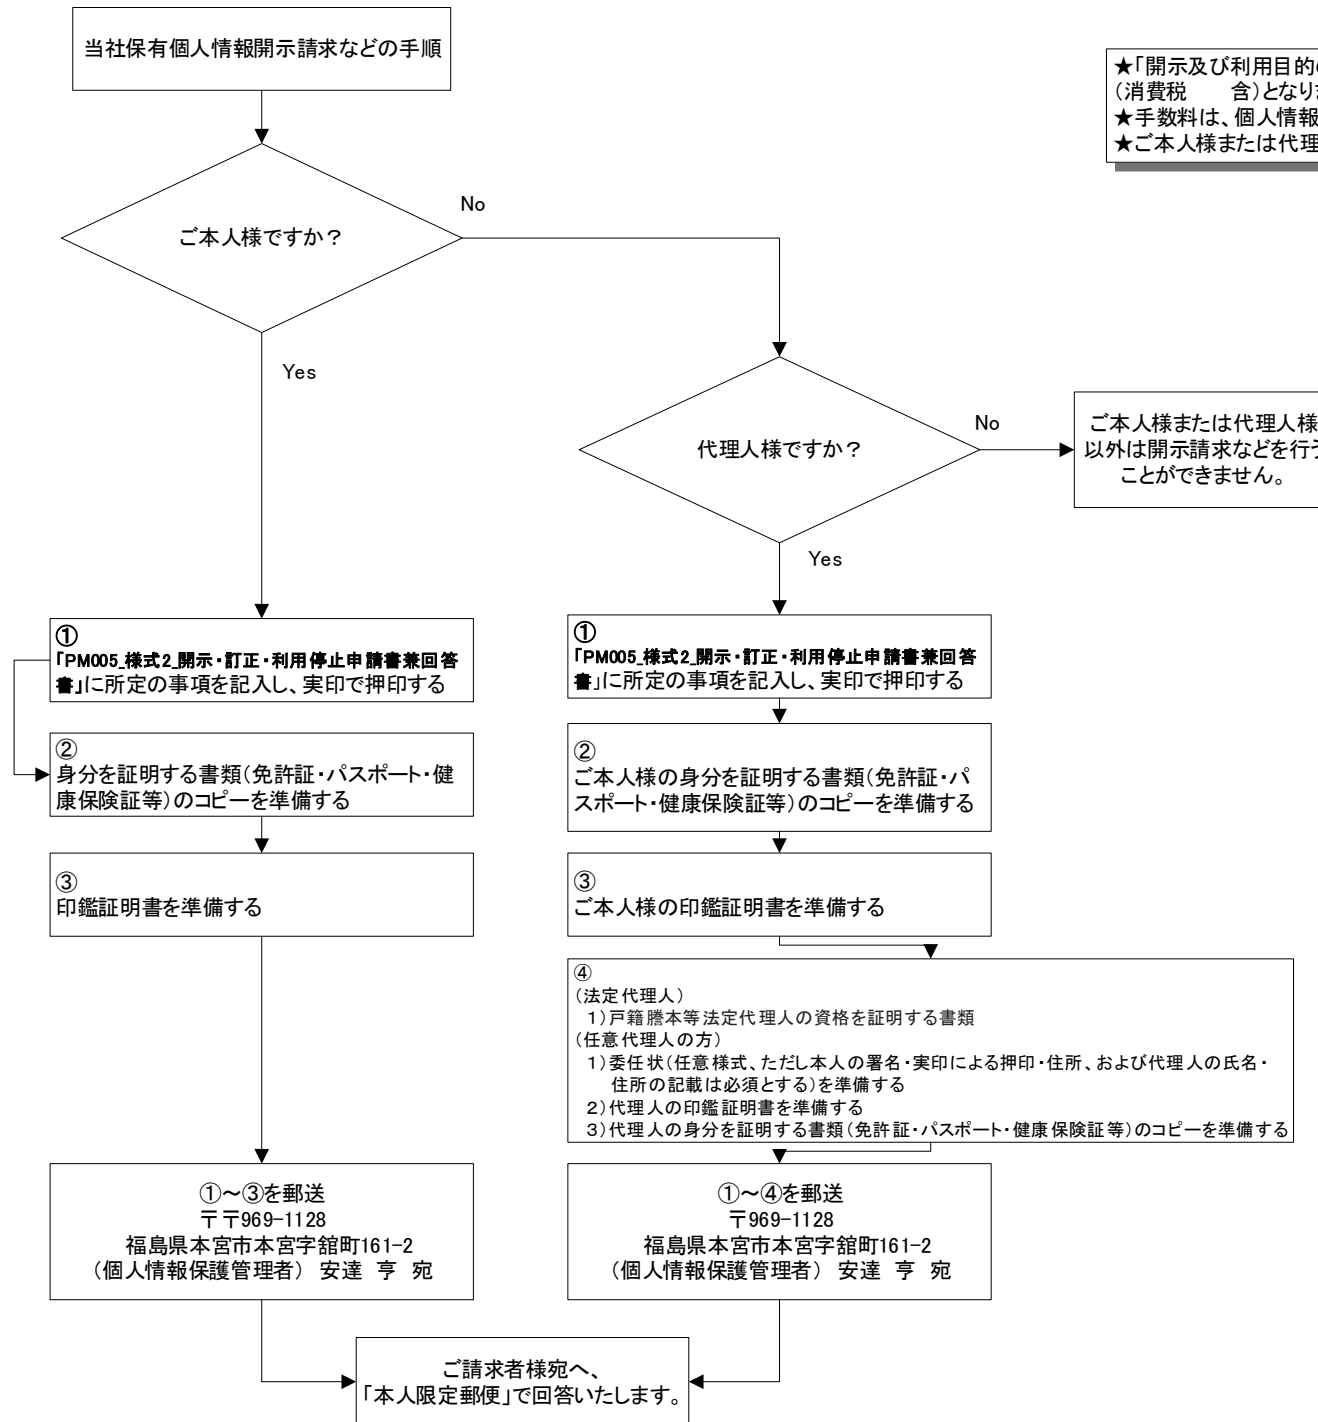 当社保有個人情報開示請求などの手順
★「開示及び利用目的の
(消費税　　含)となりま
★手数料は、個人情報
★ご本人様または代理
ご本人様ですか？
No
Yes
代理人様ですか？
No
Yes
ご本人様または代理人様
以外は開示請求などを行う
ことができません。
①
「PM005_様式2_開示・訂正・利用停止申請書兼回答
書」に所定の事項を記入し、実印で押印する
②
身分を証明する書類(免許証・パスポート・健
康保険証等)のコピーを準備する
③
印鑑証明書を準備する
①～③を郵送
〒〒969-1128
福島県本宮市本宮字舘町161-2
(個人情報保護管理者)　安達　亨　宛
①
「PM005_様式2_開示・訂正・利用停止申請書兼回答
書」に所定の事項を記入し、実印で押印する
②
ご本人様の身分を証明する書類(免許証・パ
スポート・健康保険証等)のコピーを準備する
③
ご本人様の印鑑証明書を準備する
④
(法定代理人)
1)戸籍謄本等法定代理人の資格を証明する書類
(任意代理人の方)
1)委任状(任意様式、ただし本人の署名・実印による押印・住所、および代理人の氏名・
住所の記載は必須とする)を準備する
2)代理人の印鑑証明書を準備する
3)代理人の身分を証明する書類(免許証・パスポート・健康保険証等)のコピーを準備する
①～④を郵送
〒969-1128
福島県本宮市本宮字舘町161-2
(個人情報保護管理者)　安達　亨　宛
ご請求者様宛へ、
「本人限定郵便」で回答いたします。